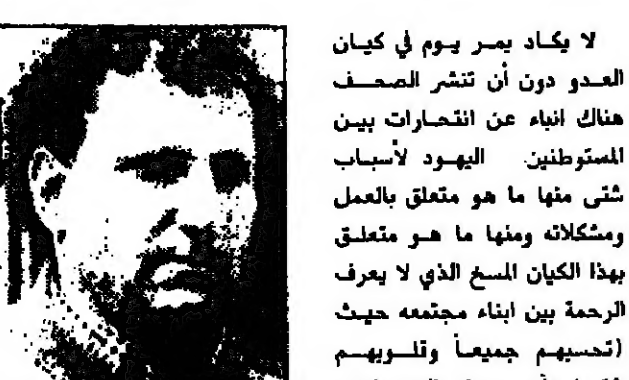 لا يكاد يمر يوم في كيان
العدو دون أن تنشر الصحف
هناك انباء عن انتحارات بين
المستوطنين اليهود لأسباب
شتى منها ما هو متعلق بالعمل
ومشكلاته ومنها ما هو متعلق
بهذا الكيان المسخ الذي لا يعرف
الرحمة بين ابناء مجتمعه حيث
(تحسبهم جميعاً وقلوبهم